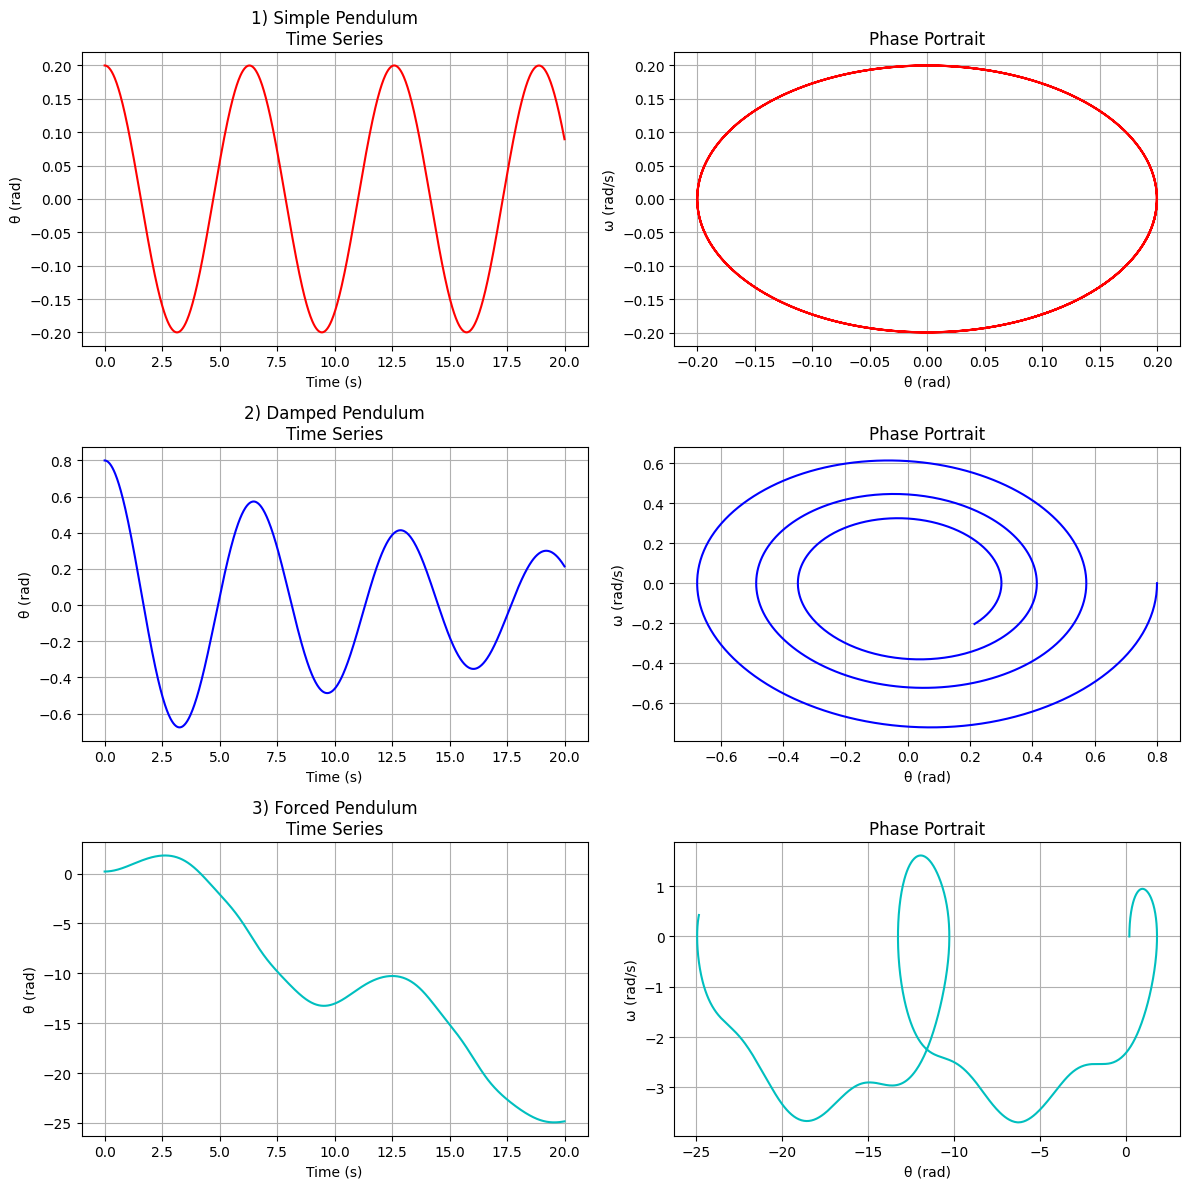 1) Simple Pendulum
Time Series
0.20
0.15
0.10
0.05
0.00
−0.05
−0.10
−0.15
−0.20
θ (rad)
0.0 2.5 5.0 7.5 10.0 12.5 15.0 17.5 20.0
Time (s)
Phase Portrait
0.20
0.15
0.10
0.05
0.00
−0.05
−0.10
−0.15
−0.20
ω (rad/s)
−0.20 −0.15 −0.10 −0.05 0.00 0.05 0.10 0.15 0.20
θ (rad)
2) Damped Pendulum
Time Series
0.8
0.6
0.4
0.2
0.0
−0.2
−0.4
−0.6
θ (rad)
0.0 2.5 5.0 7.5 10.0 12.5 15.0 17.5 20.0
Time (s)
Phase Portrait
0.6
0.4
0.2
0.0
−0.2
−0.4
−0.6
ω (rad/s)
−0.6 −0.4 −0.2 0.0 0.2 0.4 0.6 0.8
θ (rad)
3) Forced Pendulum
Time Series
0
−5
−10
−15
−20
−25
θ (rad)
0.0 2.5 5.0 7.5 10.0 12.5 15.0 17.5 20.0
Time (s)
Phase Portrait
1
0
−1
−2
−3
ω (rad/s)
−25 −20 −15 −10 −5 0
θ (rad)